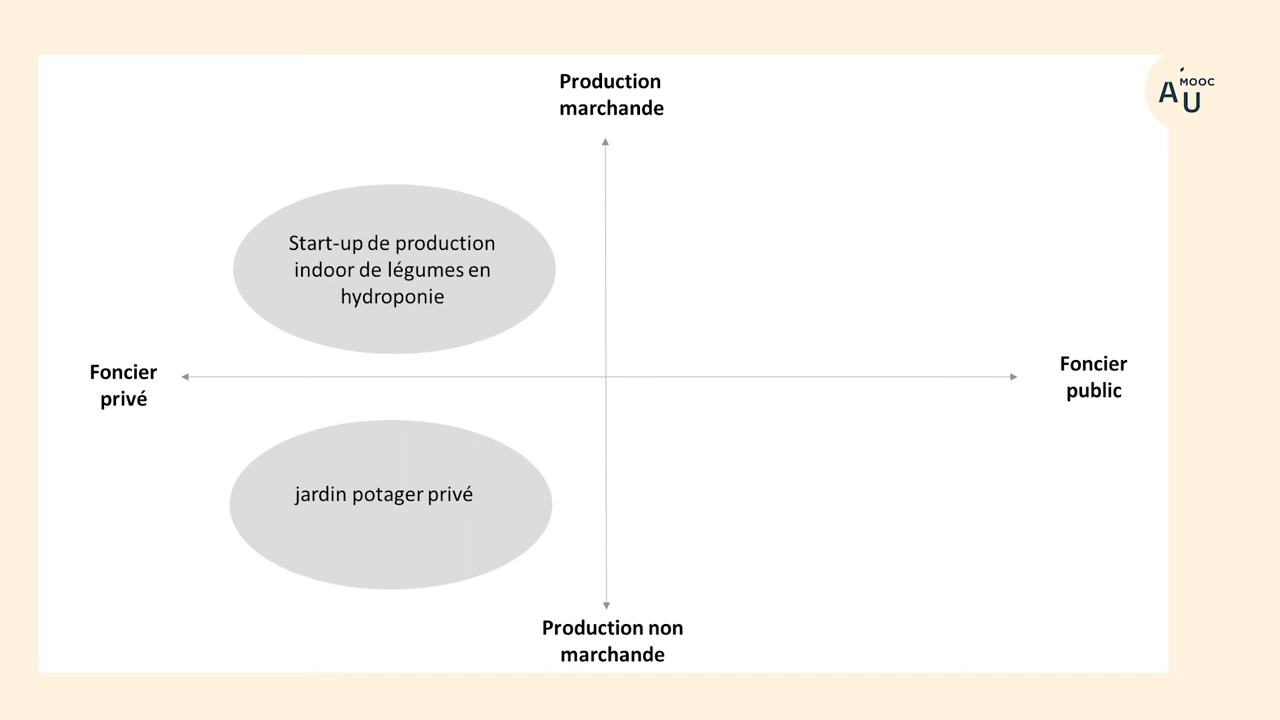 Production
marchande
MOOC
AU
Start-up de production
indoor de légumes en
hydroponie
Foncier
privé
Foncier
public
jardin potager privé
Production non
marchande